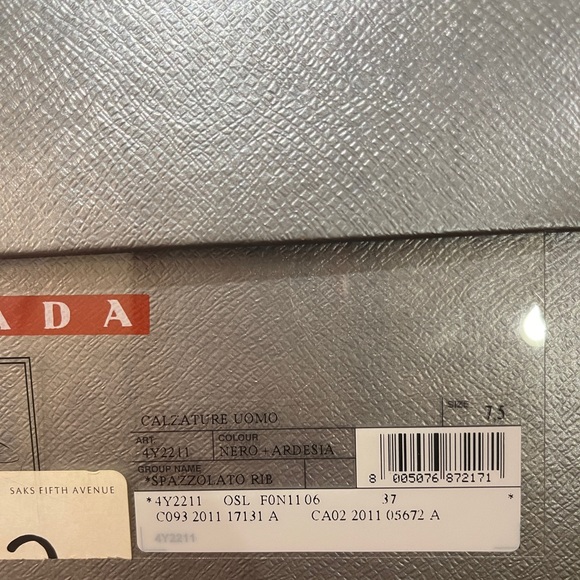 ADA
CALZATURE UOMO
SIZE 7.5
ART. 4Y2211 COLOUR NERO+ARDESIA
GROUP NAME *SPAZZOLATO RIB
8 005076 872171
SAKS FIFTH AVENUE
*4Y2211 OSL F0N1106 37 *
C093 2011 17131 A CA02 2011 05672 A
4Y2211